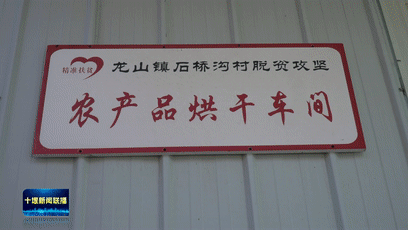 精准扶贫
龙山镇石桥沟村脱贫攻坚
农产品烘干车间
十堰新闻联播